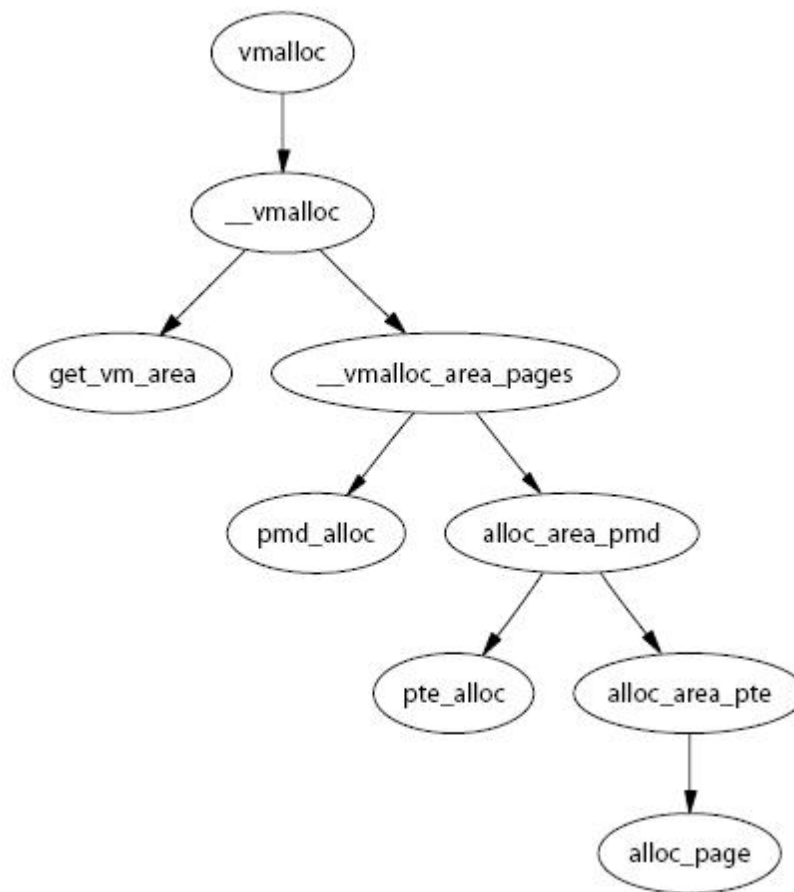 vmalloc
__vmalloc
get_vm_area
__vmalloc_area_pages
pmd_alloc
alloc_area_pmd
pte_alloc
alloc_area_pte
alloc_page